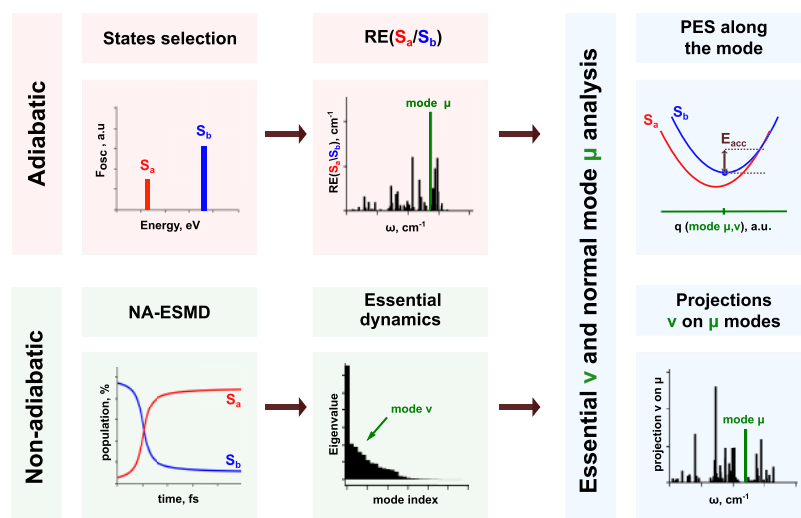 Adiabatic
States selection
F_osc , a.u
S_a
S_b
Energy, eV
RE(S_a/S_b)
RE(S_a\S_b), cm⁻¹
mode μ
ω, cm⁻¹
Essential ν and normal mode μ analysis
PES along
the mode
S_a
S_b
E_acc
q (mode μ,ν), a.u.
Non-adiabatic
NA-ESMD
population, %
S_a
S_b
time, fs
Essential
dynamics
Eigenvalue
mode ν
mode index
Projections
ν on μ modes
projection ν on μ
mode μ
ω, cm⁻¹